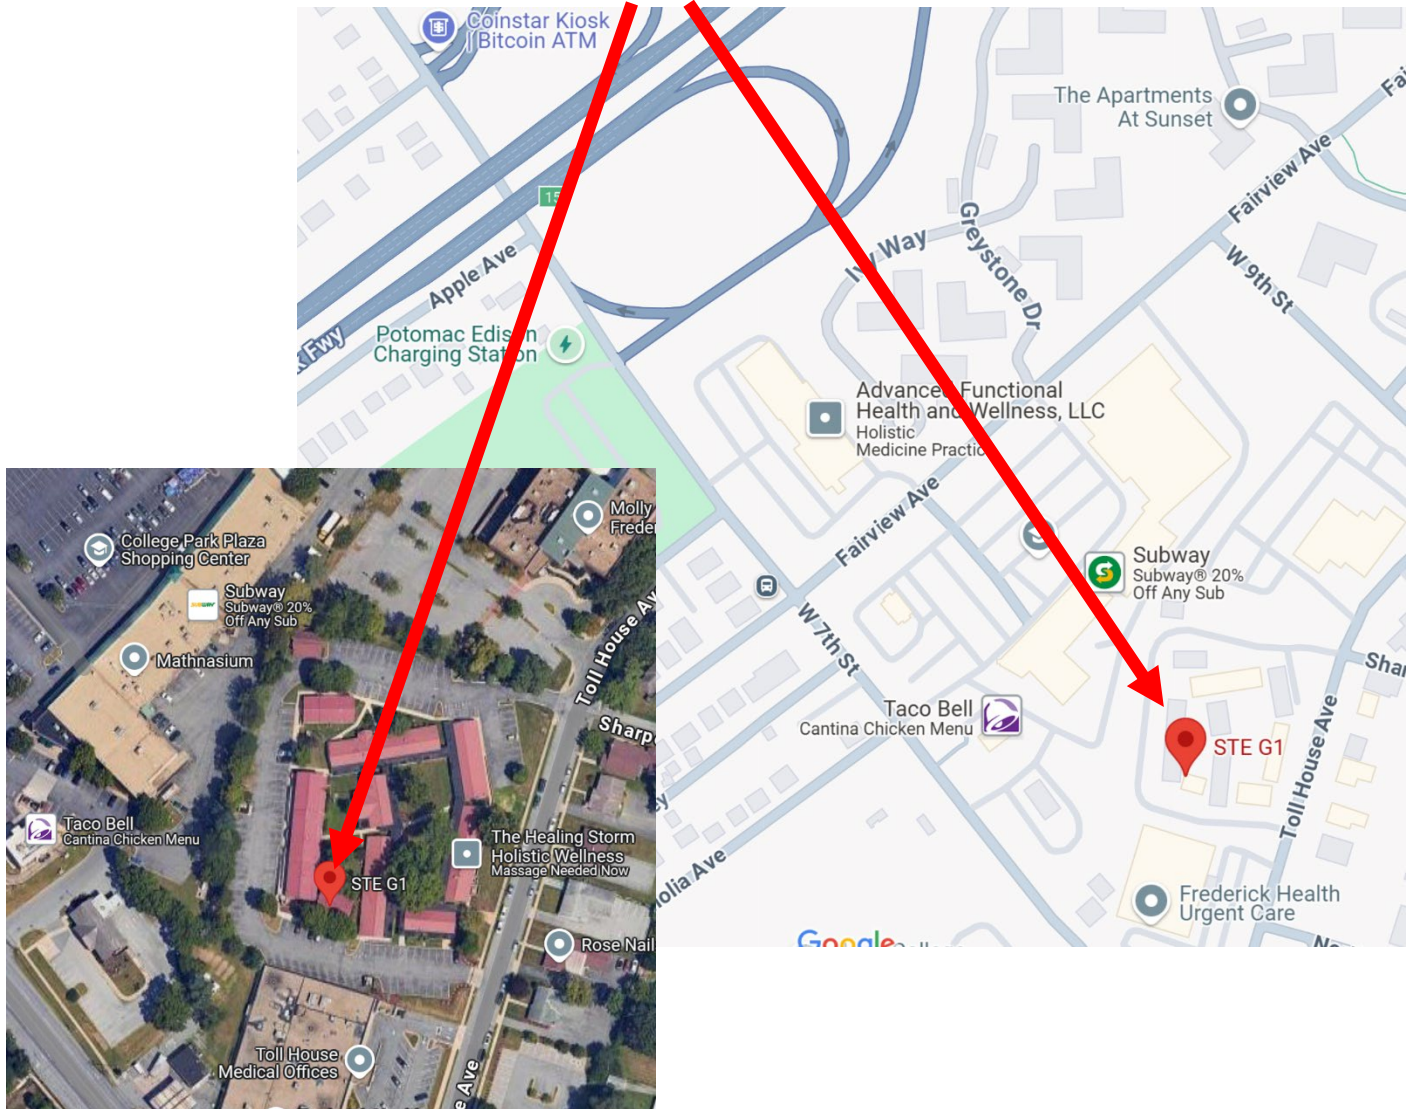 Coinstar Kiosk
| Bitcoin ATM
The Apartments
At Sunset
Fairview Ave
15
Greystone Dr
Ivy Way
W 9th St
Apple Ave
Fwy
Potomac Edison
Charging Station
Advanced Functional
Health and Wellness, LLC
Holistic
Medicine Practic
Fairview Ave
Subway
Subway® 20%
Off Any Sub
W 7th St
Shar
Taco Bell
Cantina Chicken Menu
STE G1
Toll House Ave
olia Ave
Frederick Health
Urgent Care
Google
College Park Plaza
Shopping Center
Molly
Freder
Subway
Subway® 20%
Off Any Sub
Mathnasium
Toll House Av
Sharp
Taco Bell
Cantina Chicken Menu
The Healing Storm
Holistic Wellness
Massage Needed Now
STE G1
Rose Nail
Toll House
Medical Offices
e Ave